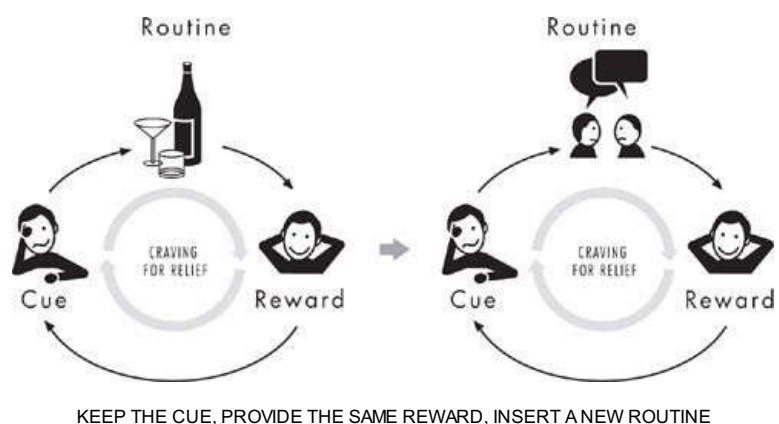 Routine
CRAVING
FOR RELIEF
Cue
Reward
Routine
CRAVING
FOR RELIEF
Cue
Reward
KEEP THE CUE, PROVIDE THE SAME REWARD, INSERT A NEW ROUTINE